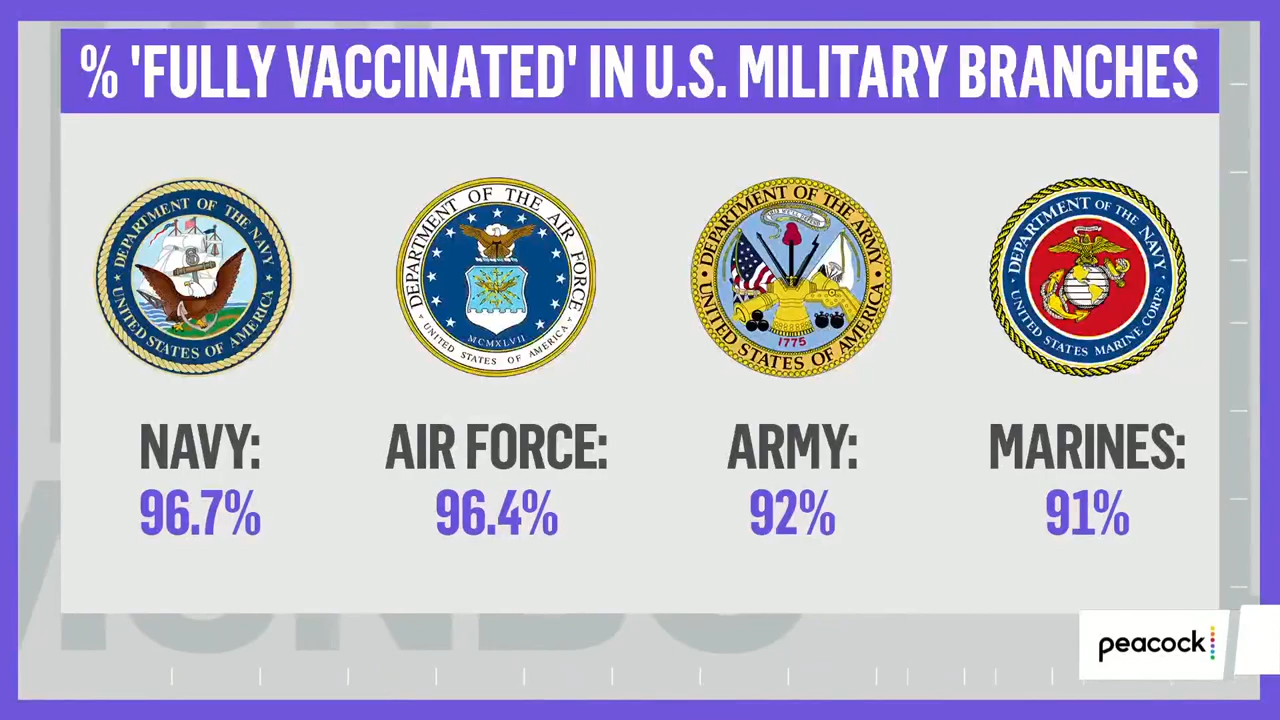 % 'FULLY VACCINATED' IN U.S. MILITARY BRANCHES
DEPARTMENT OF THE NAVY
UNITED STATES OF AMERICA
DEPARTMENT OF THE AIR FORCE
MCMXLVII
UNITED STATES OF AMERICA
DEPARTMENT OF THE ARMY
1775
UNITED STATES OF AMERICA
DEPARTMENT OF THE NAVY
UNITED STATES MARINE CORPS
NAVY:
96.7%
AIR FORCE:
96.4%
ARMY:
92%
MARINES:
91%
peacock